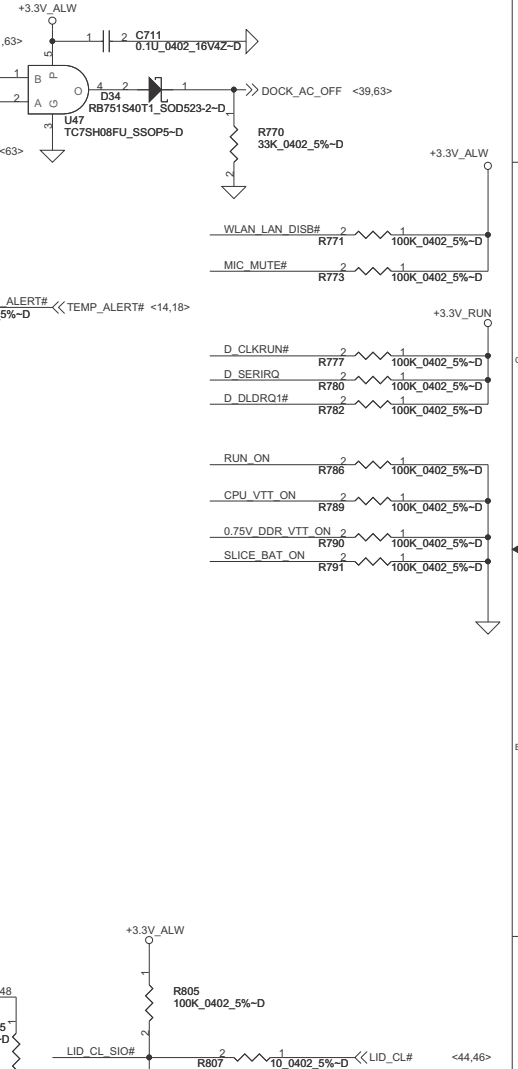 +3.3V_ALW
,63>
1 2 C711
0.1U_0402_16V4Z~D
5
1 B P
O 4 2 1 DOCK_AC_OFF <39,63>
2 A G
D34
RB751S40T1_SOD523-2~D
U47
TC7SH08FU_SSOP5~D
3
1
R770
33K_0402_5%~D
2
<63>
+3.3V_ALW
WLAN_LAN_DISB# 2 1
R771 100K_0402_5%~D
MIC_MUTE# 2 1
R773 100K_0402_5%~D
_ALERT# TEMP_ALERT# <14,18>
5%~D
+3.3V_RUN
D_CLKRUN# 2 1
R777 100K_0402_5%~D
D_SERIRQ 2 1
R780 100K_0402_5%~D
D_DLDRQ1# 2 1
R782 100K_0402_5%~D
RUN_ON 2 1
R786 100K_0402_5%~D
CPU_VTT_ON 2 1
R789 100K_0402_5%~D
0.75V_DDR_VTT_ON 2 1
R790 100K_0402_5%~D
SLICE_BAT_ON 2 1
R791 100K_0402_5%~D
+3.3V_ALW
1
R805
100K_0402_5%~D
2
48
1
5
~D
LID_CL_SIO# 2 1 LID_CL# <44,46>
R807 10_0402_5%~D